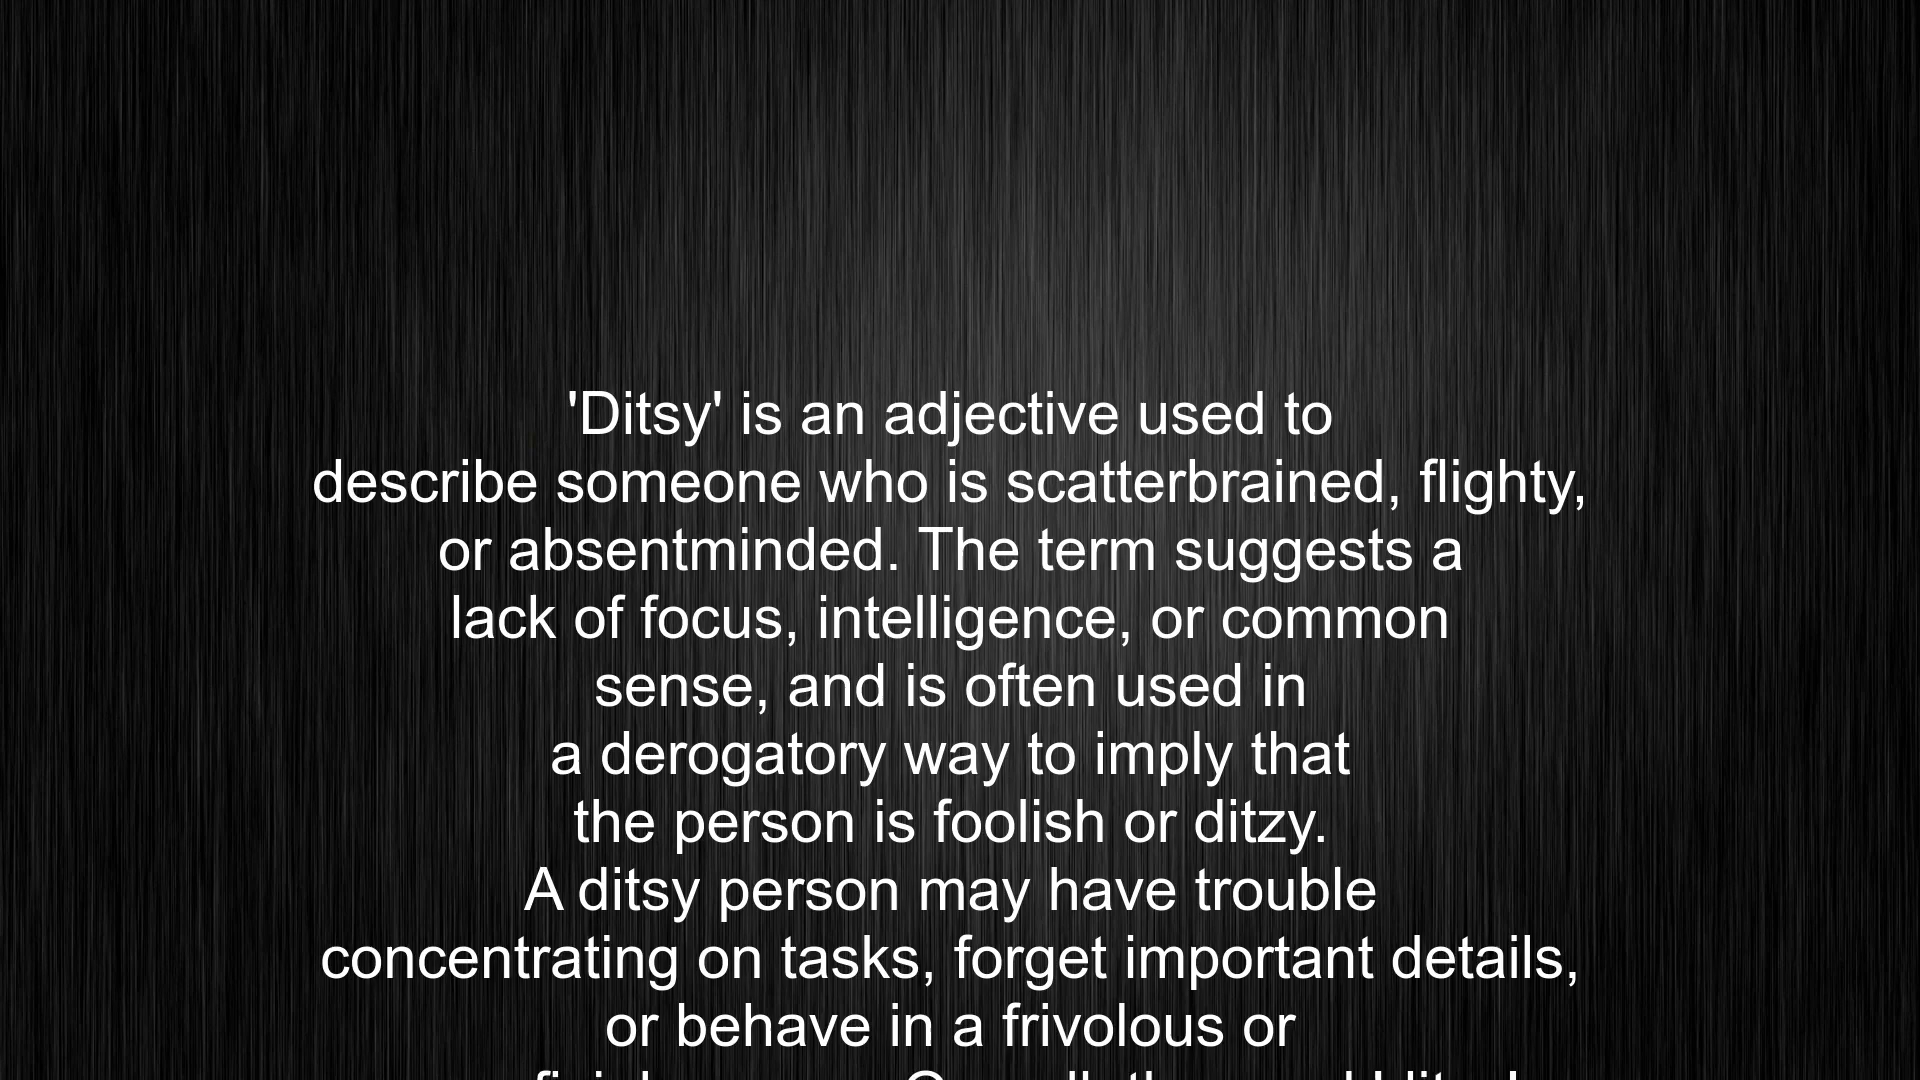 'Ditsy' is an adjective used to
describe someone who is scatterbrained, flighty,
or absentminded. The term suggests a
lack of focus, intelligence, or common
sense, and is often used in
a derogatory way to imply that
the person is foolish or ditzy.
A ditsy person may have trouble
concentrating on tasks, forget important details,
or behave in a frivolous or